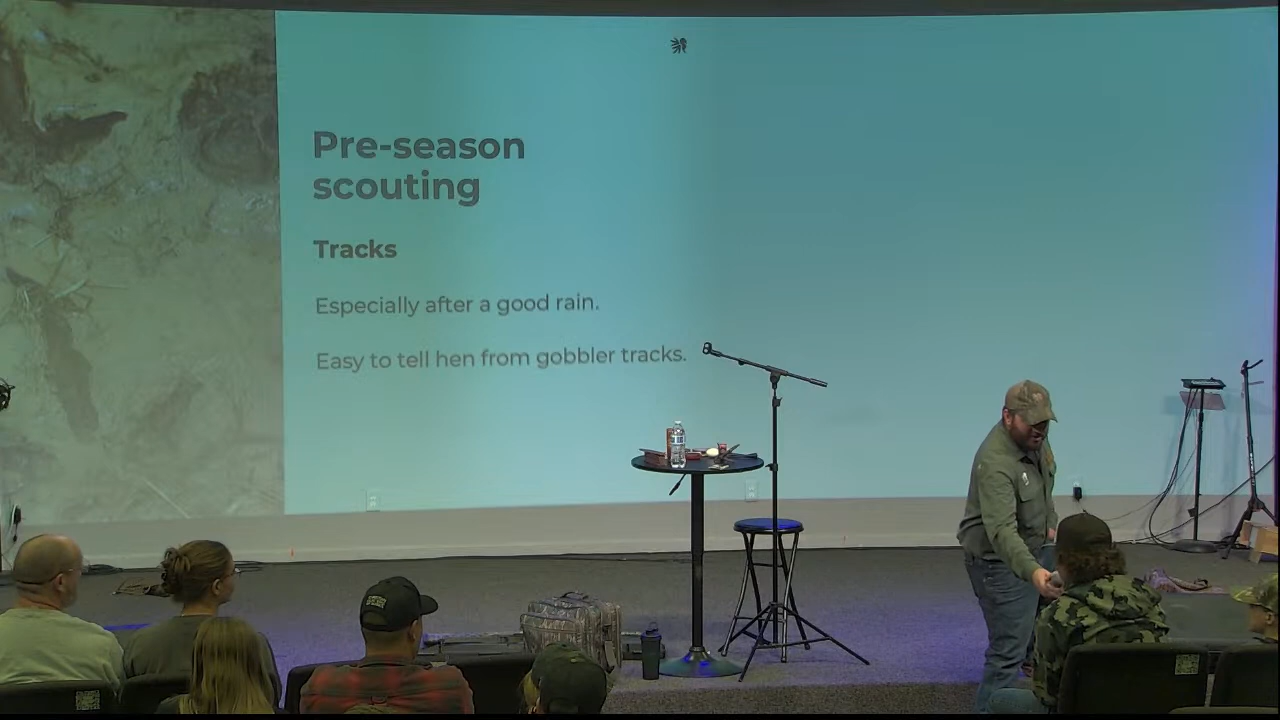 Pre-season
scouting
Tracks
Especially after a good rain.
Easy to tell hen from gobbler tracks.